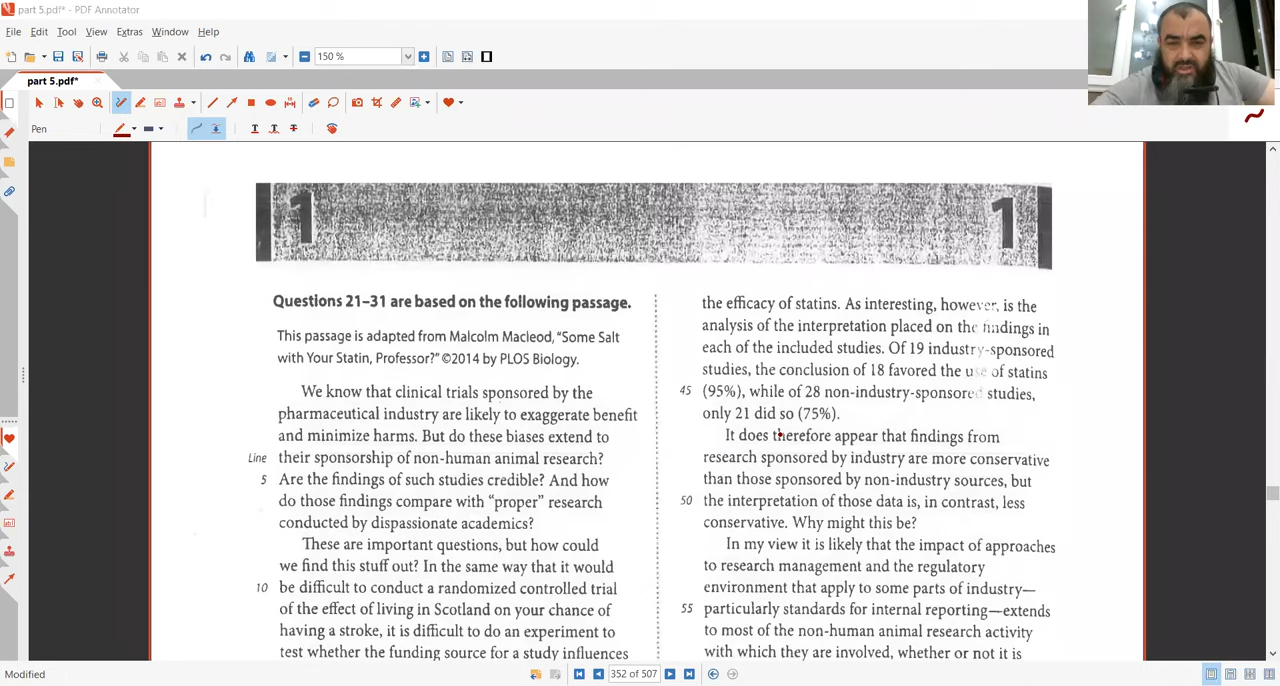 part 5.pdf* - PDF Annotator
File Edit Tool View Extras Window Help
150 %
part 5.pdf*
Pen
1
1
Questions 21–31 are based on the following passage.
This passage is adapted from Malcolm Macleod, “Some Salt
with Your Statin, Professor?” ©2014 by PLOS Biology.
We know that clinical trials sponsored by the
pharmaceutical industry are likely to exaggerate benefit
and minimize harms. But do these biases extend to
Line their sponsorship of non-human animal research?
5 Are the findings of such studies credible? And how
do those findings compare with “proper” research
conducted by dispassionate academics?
These are important questions, but how could
we find this stuff out? In the same way that it would
10 be difficult to conduct a randomized controlled trial
of the effect of living in Scotland on your chance of
having a stroke, it is difficult to do an experiment to
test whether the funding source for a study influences
the efficacy of statins. As interesting, however, is the
analysis of the interpretation placed on the findings in
each of the included studies. Of 19 industry-sponsored
studies, the conclusion of 18 favored the use of statins
45 (95%), while of 28 non-industry-sponsored studies,
only 21 did so (75%).
It does therefore appear that findings from
research sponsored by industry are more conservative
than those sponsored by non-industry sources, but
50 the interpretation of those data is, in contrast, less
conservative. Why might this be?
In my view it is likely that the impact of approaches
to research management and the regulatory
environment that apply to some parts of industry—
55 particularly standards for internal reporting—extends
to most of the non-human animal research activity
with which they are involved, whether or not it is
Modified
352 of 507